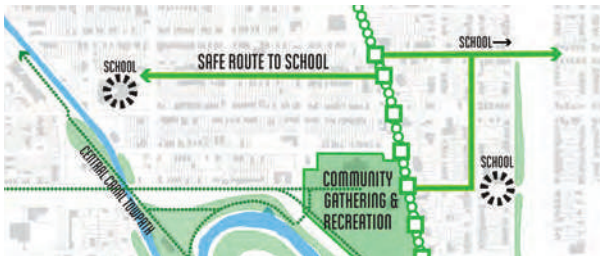 SCHOOL→
SAFE ROUTE TO SCHOOL
SCHOOL
SCHOOL
COMMUNITY
GATHERING &
RECREATION
CENTRAL CANAL TOWPATH